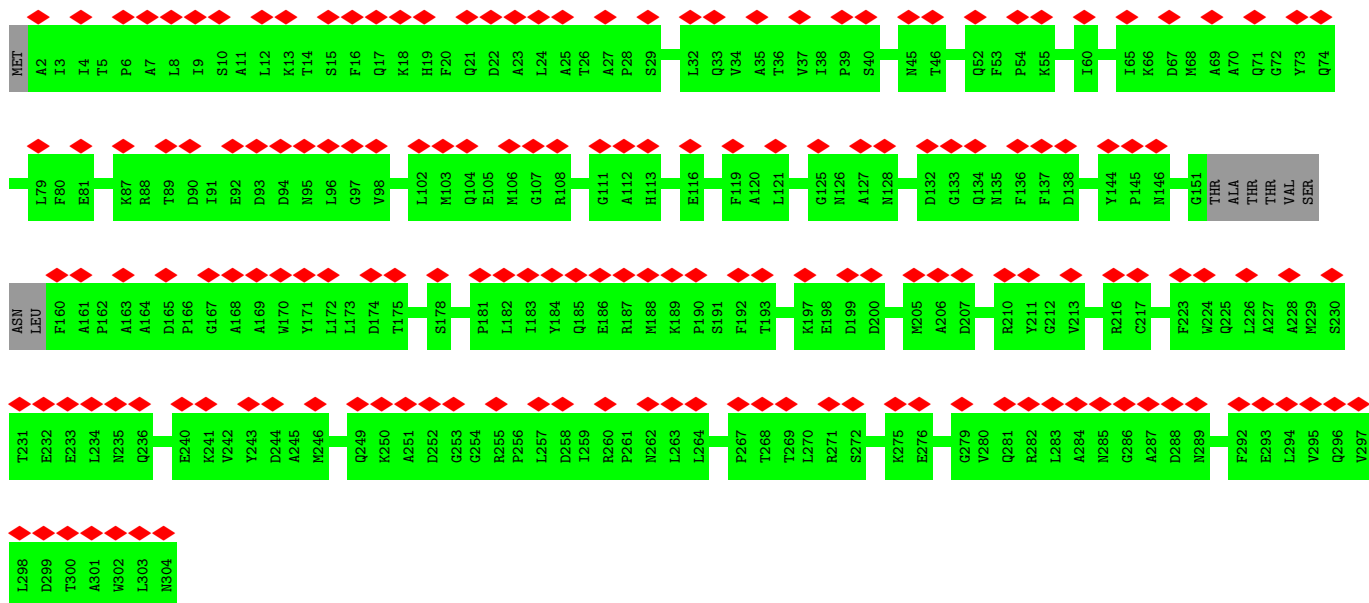 MET A2 I3 I4 T5 P6 A7 L8 I9 S10 A11 L12 K13 T14 S15 F16 Q17 K18 H19 F20 Q21 D22 A23 L24 A25 T26 A27 P28 S29 L32 Q33 V34 A35 T36 V37 I38 P39 S40 N45 T46 Q52 F53 P54 K55 I60 I65 K66 D67 M68 A69 A70 Q71 G72 Y73 Q74
L79 F80 E81 K87 R88 T89 D90 I91 E92 D93 D94 N95 L96 G97 V98 L102 M103 Q104 E105 M106 G107 R108 G111 A112 H113 E116 F119 A120 L121 G125 N126 A127 N128 D132 G133 Q134 N135 F136 F137 D138 Y144 P145 N146 G151 THR ALA THR THR VAL SER
ASN LEU F160 A161 P162 A163 A164 D165 P166 G167 A168 A169 W170 Y171 L172 L173 D174 T175 S178 P181 L182 I183 Y184 Q185 E186 R187 M188 K189 P190 S191 F192 T193 K197 E198 D199 D200 M205 A206 D207 R210 Y211 G212 V213 R216 C217 F223 W224 Q225 L226 A227 A228 M229 S230
T231 E232 E233 L234 N235 Q236 E240 K241 V242 Y243 D244 A245 M246 Q249 K250 A251 D252 G253 G254 R255 P256 L257 D258 I259 R260 P261 N262 L263 L264 P267 T268 T269 L270 R271 S272 K275 E276 G279 V280 Q281 R282 L283 A284 N285 G286 A287 D288 N289 F292 E293 L294 V295 Q296 V297
L298 D299 T300 A301 W302 L303 N304